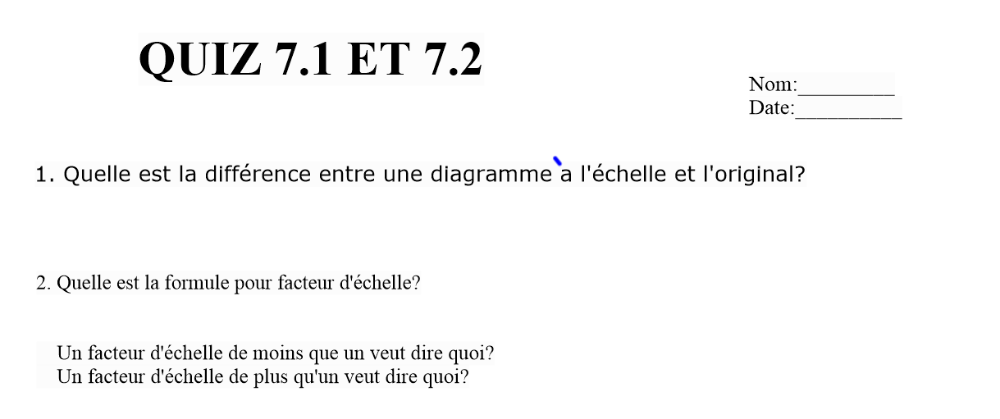 QUIZ 7.1 ET 7.2
Nom:_________
Date:__________
1. Quelle est la différence entre une diagramme à l'échelle et l'original?
2. Quelle est la formule pour facteur d'échelle?
Un facteur d'échelle de moins que un veut dire quoi?
Un facteur d'échelle de plus qu'un veut dire quoi?